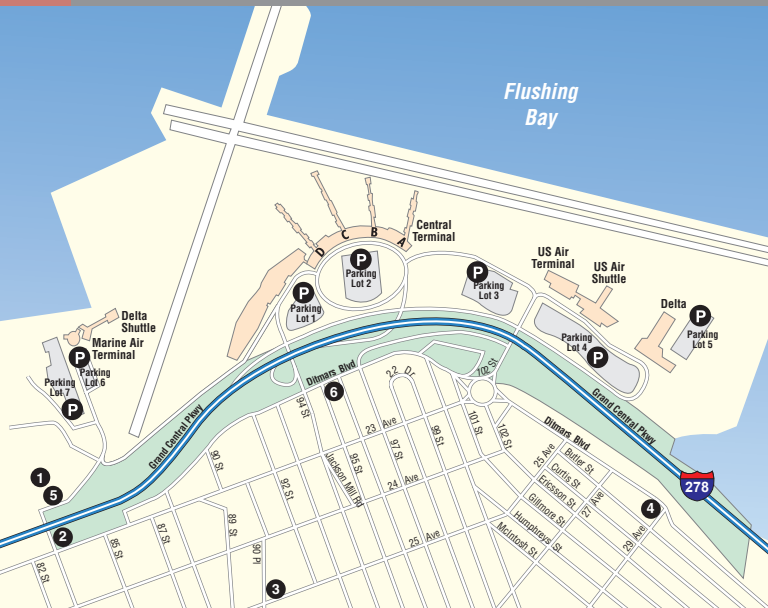 Flushing
Bay
Central
Terminal
D
C
B
A
US Air
Terminal
US Air
Shuttle
Delta
P
Parking
Lot 2
P
Parking
Lot 1
P
Parking
Lot 3
P
Parking
Lot 4
P
Parking
Lot 5
Delta
Shuttle
Marine Air
Terminal
P
Parking
Lot 6
Parking
Lot 7
P
Grand Central Pkwy
Ditmars Blvd
6
22 Dr
102 St
Grand Central Pkwy
94 St
23 Ave
101 St
102 St
99 St
97 St
95 St
Jackson Mill Rd
24 Ave
25 Ave
Ditmars Blvd
25 Ave
Butler St
Curtis St
Ericsson St
Gillmore St
Humphreys St
McIntosh St
27 Ave
29 Ave
278
4
1
5
2
90 St
92 St
89 St
90 Pl
87 St
85 St
82 St
3